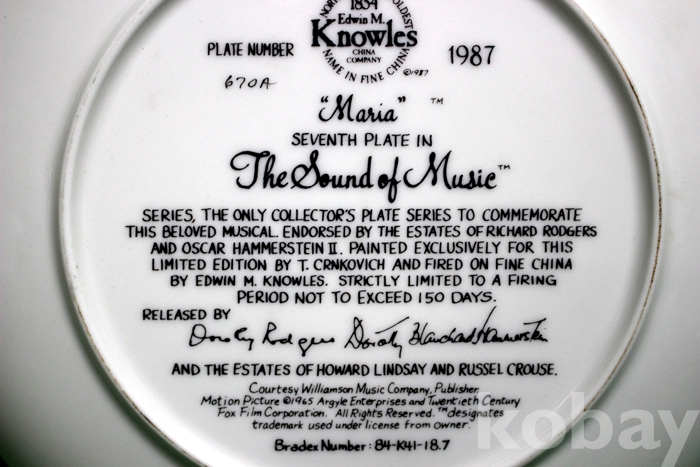 1854
Edwin M.
Knowles
CHINA
COMPANY
NAME IN FINE CHINA
©1987
PLATE NUMBER
670A
1987
"Maria" ™
SEVENTH PLATE IN
The Sound of Music™
SERIES, THE ONLY COLLECTOR'S PLATE SERIES TO COMMEMORATE
THIS BELOVED MUSICAL. ENDORSED BY THE ESTATES OF RICHARD RODGERS
AND OSCAR HAMMERSTEIN II. PAINTED EXCLUSIVELY FOR THIS
LIMITED EDITION BY T. CRNKOVICH AND FIRED ON FINE CHINA
BY EDWIN M. KNOWLES. STRICTLY LIMITED TO A FIRING
PERIOD NOT TO EXCEED 150 DAYS.
RELEASED BY
Dorothy Rodgers Dorothy Blanchard Hammerstein
AND THE ESTATES OF HOWARD LINDSAY AND RUSSEL CROUSE.
Courtesy Williamson Music Company, Publisher.
Motion Picture ©1965 Argyle Enterprises and Twentieth Century
Fox Film Corporation. All Rights Reserved. ™designates
trademark used under license from owner.
Bradex Number: 84-K41-18.7
kobay